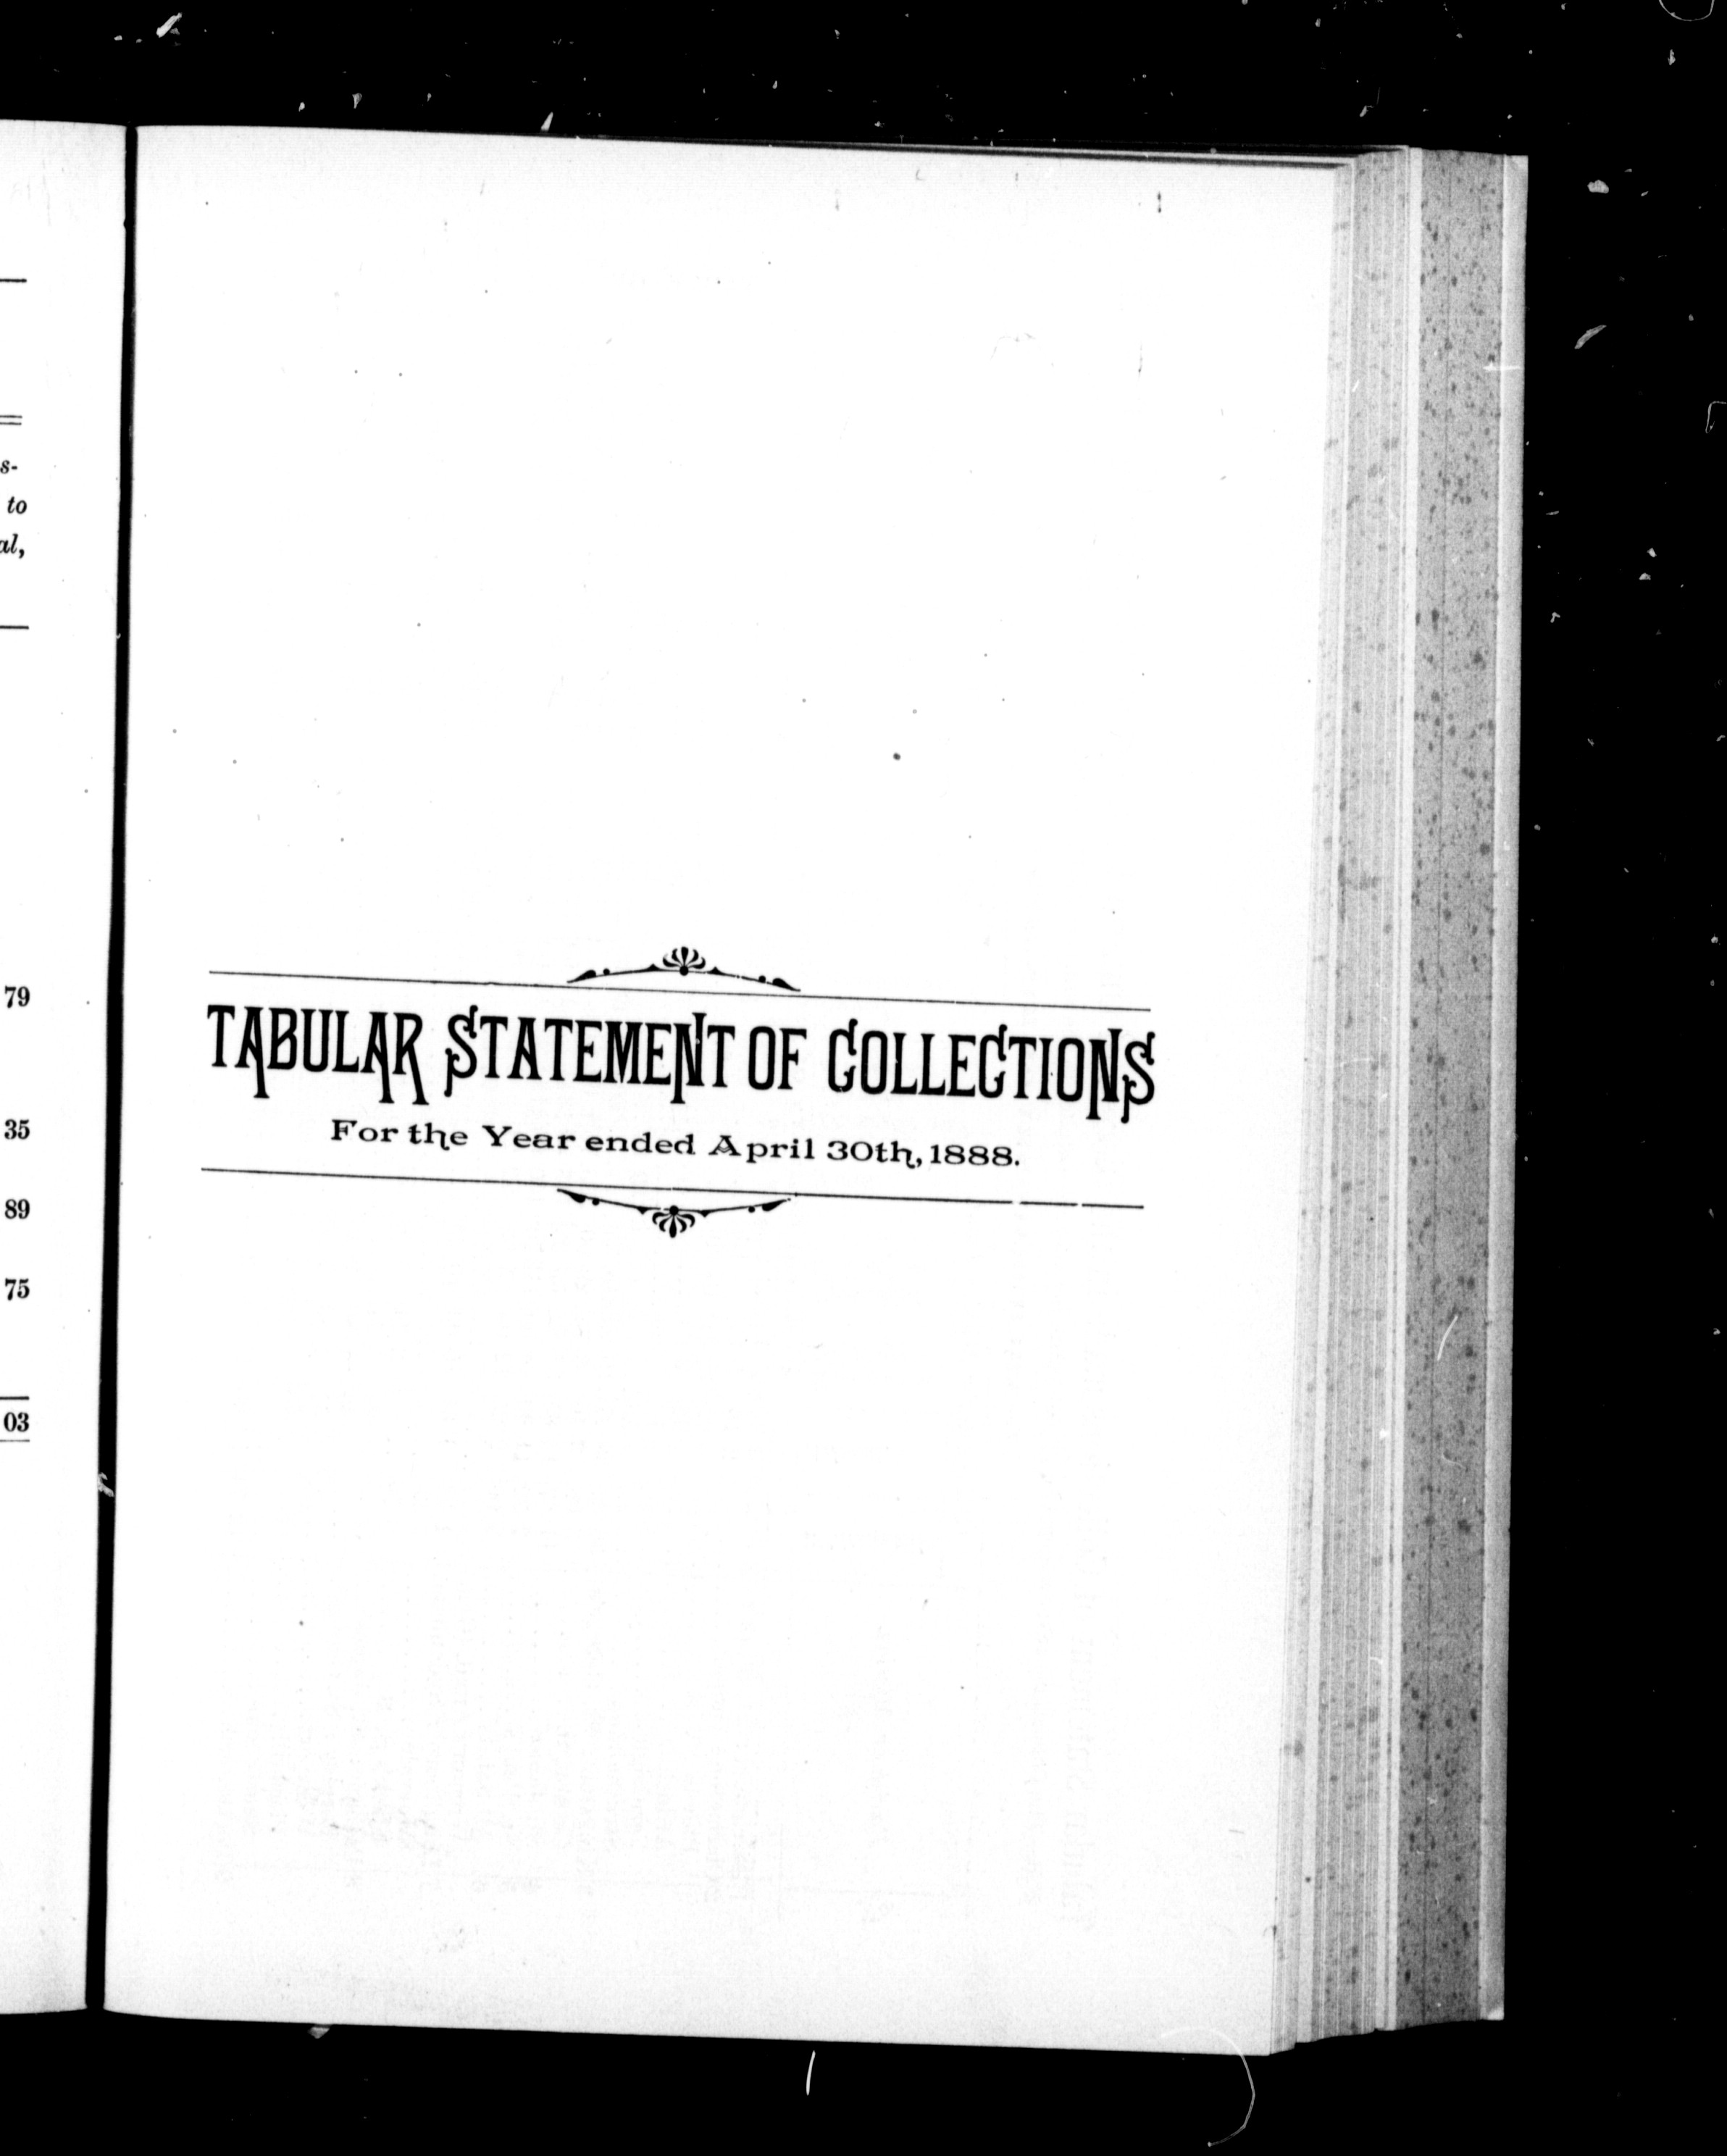 s-
to
al,
79
35
89
75
03
TABULAR STATEMENT OF COLLECTIONS
For the Year ended April 30th, 1888.